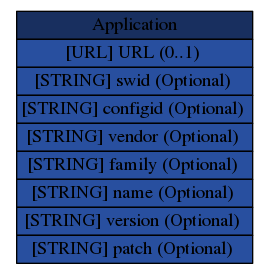 Application
[URL] URL (0..1)
[STRING] swid (Optional)
[STRING] configid (Optional)
[STRING] vendor (Optional)
[STRING] family (Optional)
[STRING] name (Optional)
[STRING] version (Optional)
[STRING] patch (Optional)